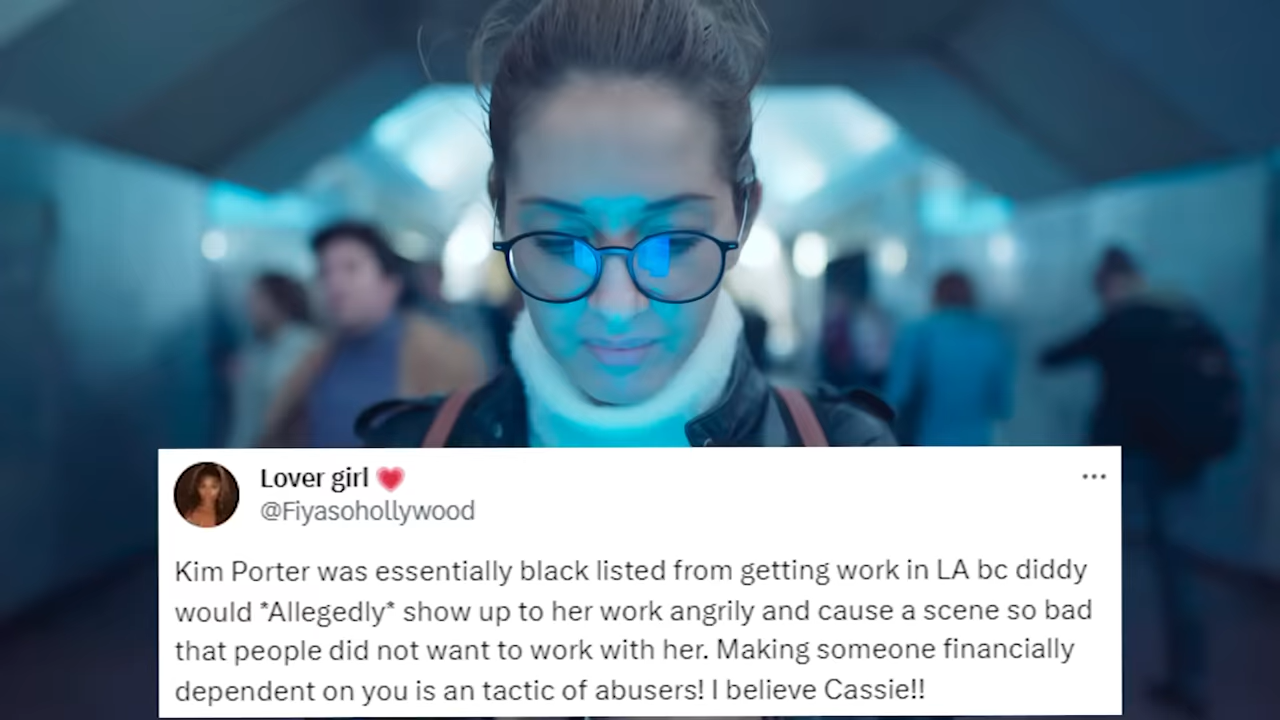 Lover girl 💗
@Fiyasohollywood
Kim Porter was essentially black listed from getting work in LA bc diddy
would *Allegedly* show up to her work angrily and cause a scene so bad
that people did not want to work with her. Making someone financially
dependent on you is an tactic of abusers! I believe Cassie!!